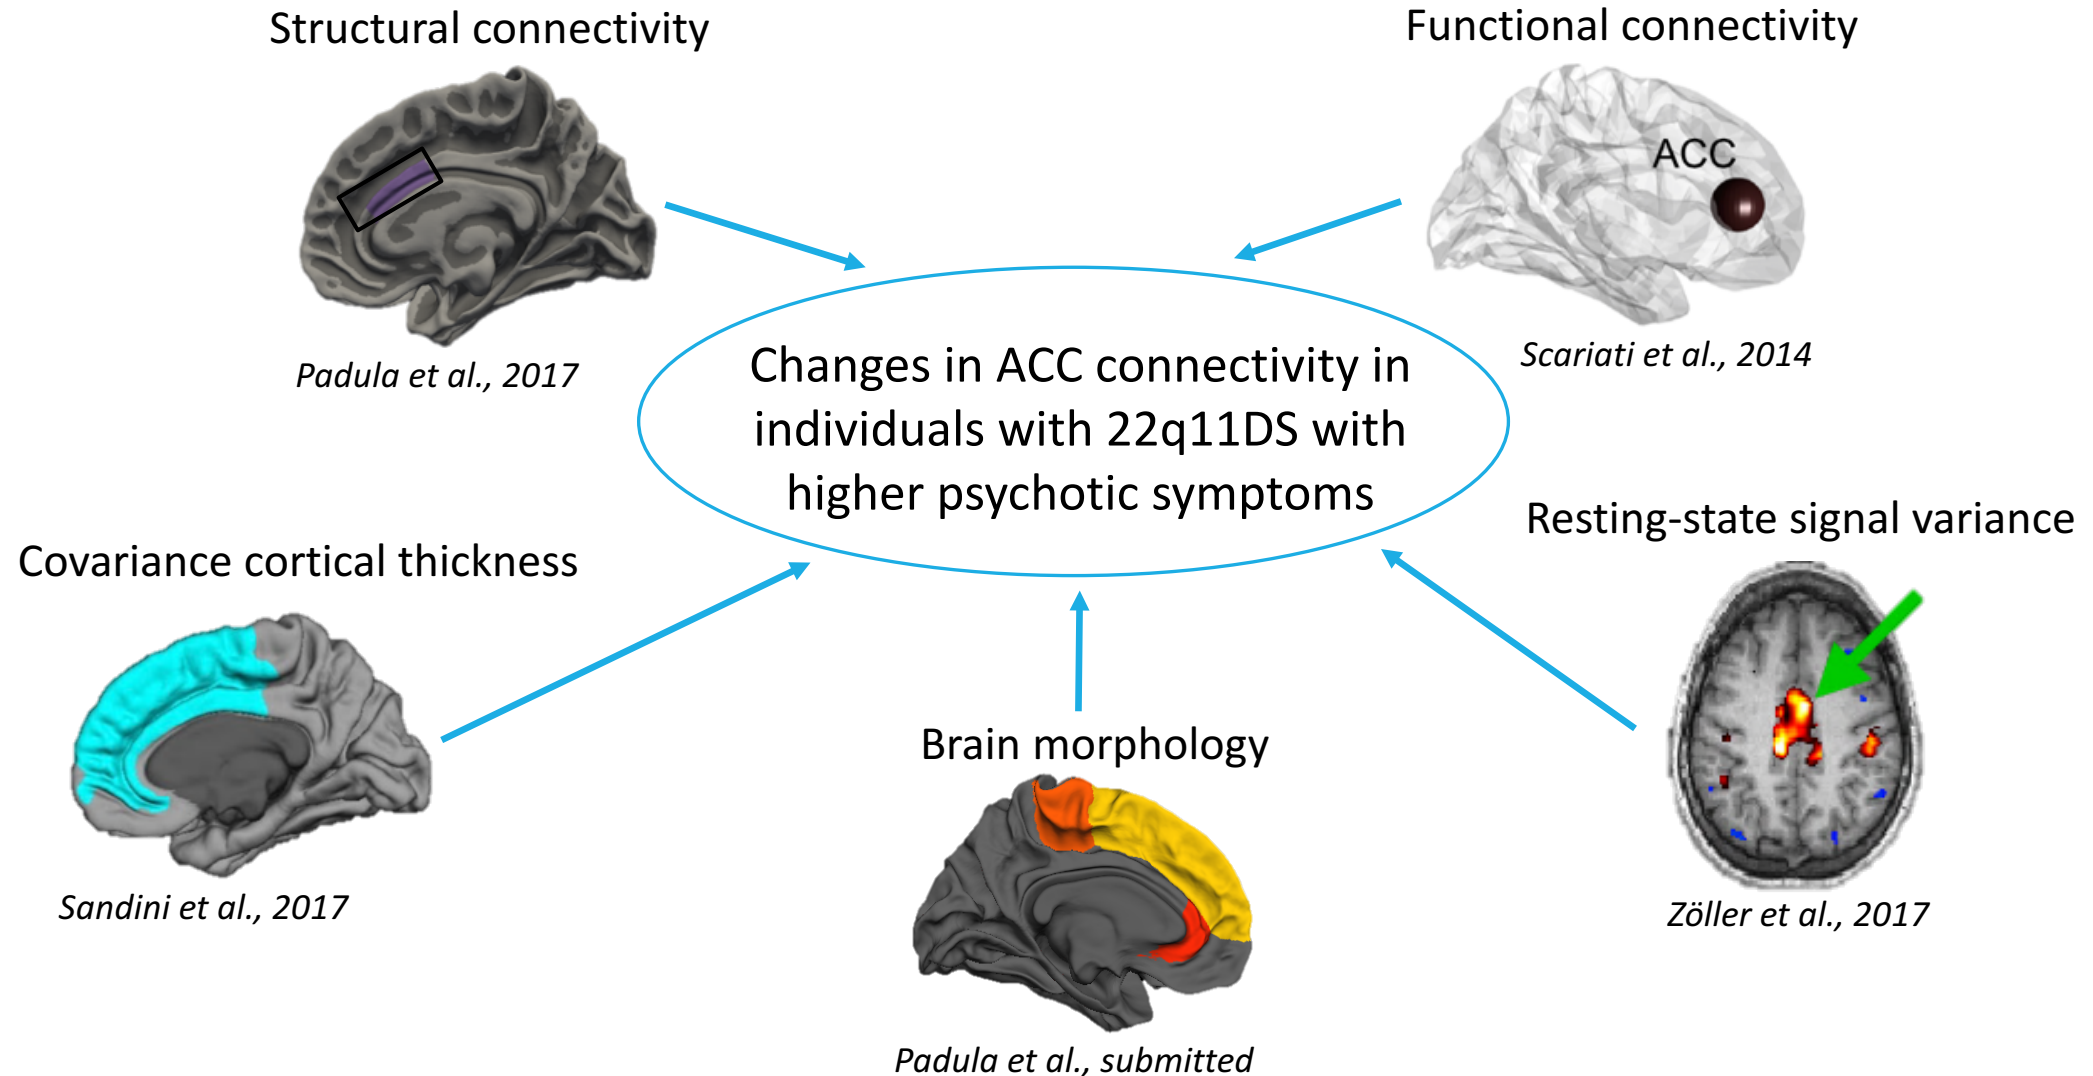 Structural connectivity
Functional connectivity
ACC
Padula et al., 2017
Scariati et al., 2014
Changes in ACC connectivity in
individuals with 22q11DS with
higher psychotic symptoms
Covariance cortical thickness
Resting-state signal variance
Sandini et al., 2017
Brain morphology
Zöller et al., 2017
Padula et al., submitted